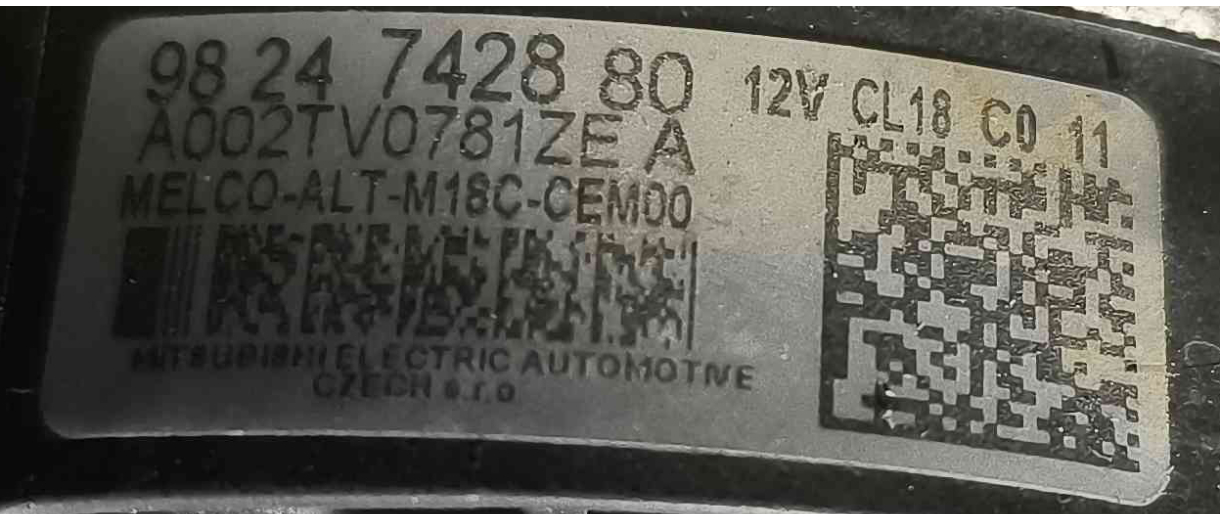 98 24 7428 80 12V CL18 C0 11
A002TV0781ZE A
MELCO-ALT-M18C-CEM00
MITSUBISHI ELECTRIC AUTOMOTIVE
CZECH s.r.o